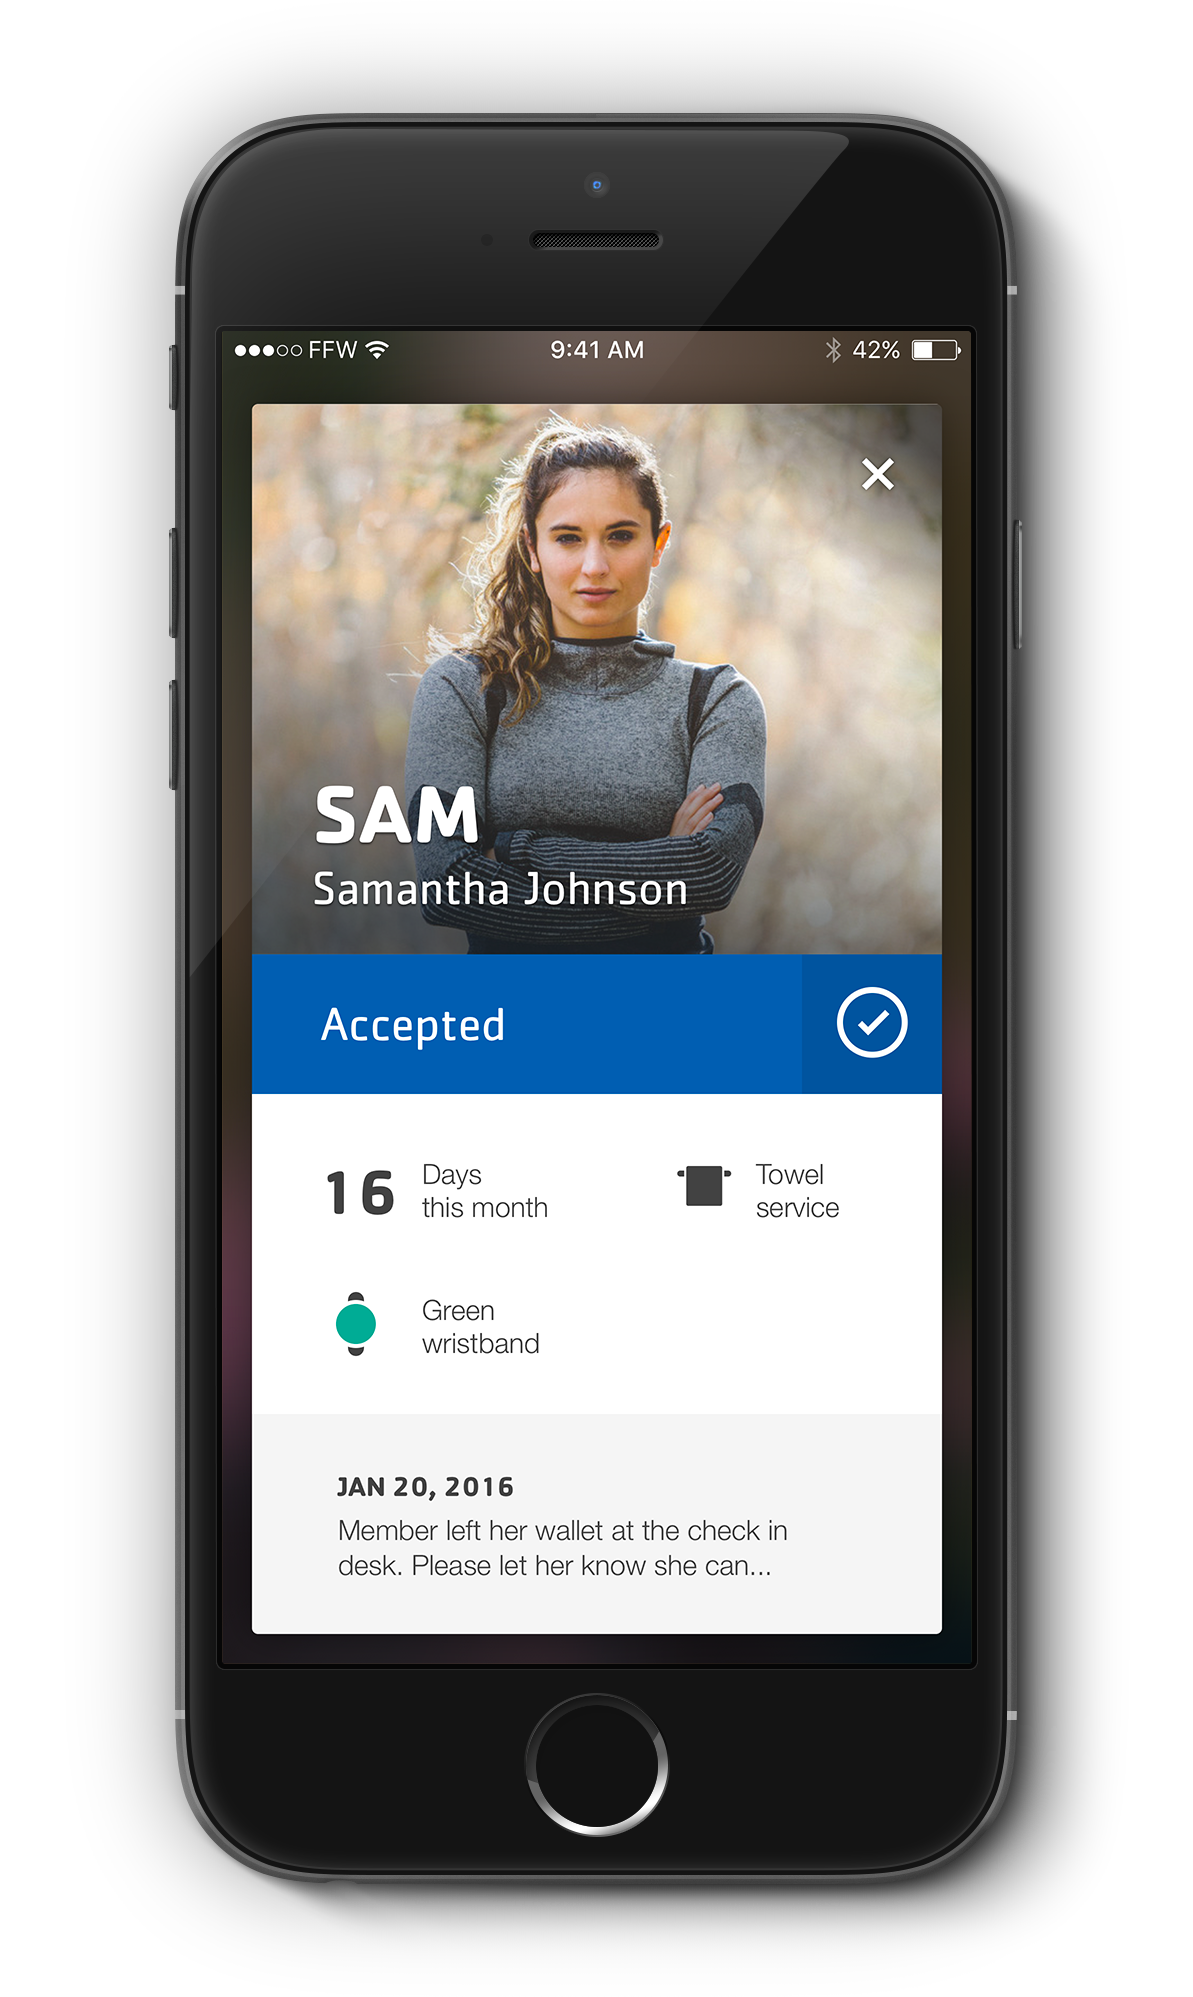 FFW 9:41 AM 42%
SAM
Samantha Johnson
Accepted
16 Days
this month
Towel
service
Green
wristband
JAN 20, 2016
Member left her wallet at the check in
desk. Please let her know she can...